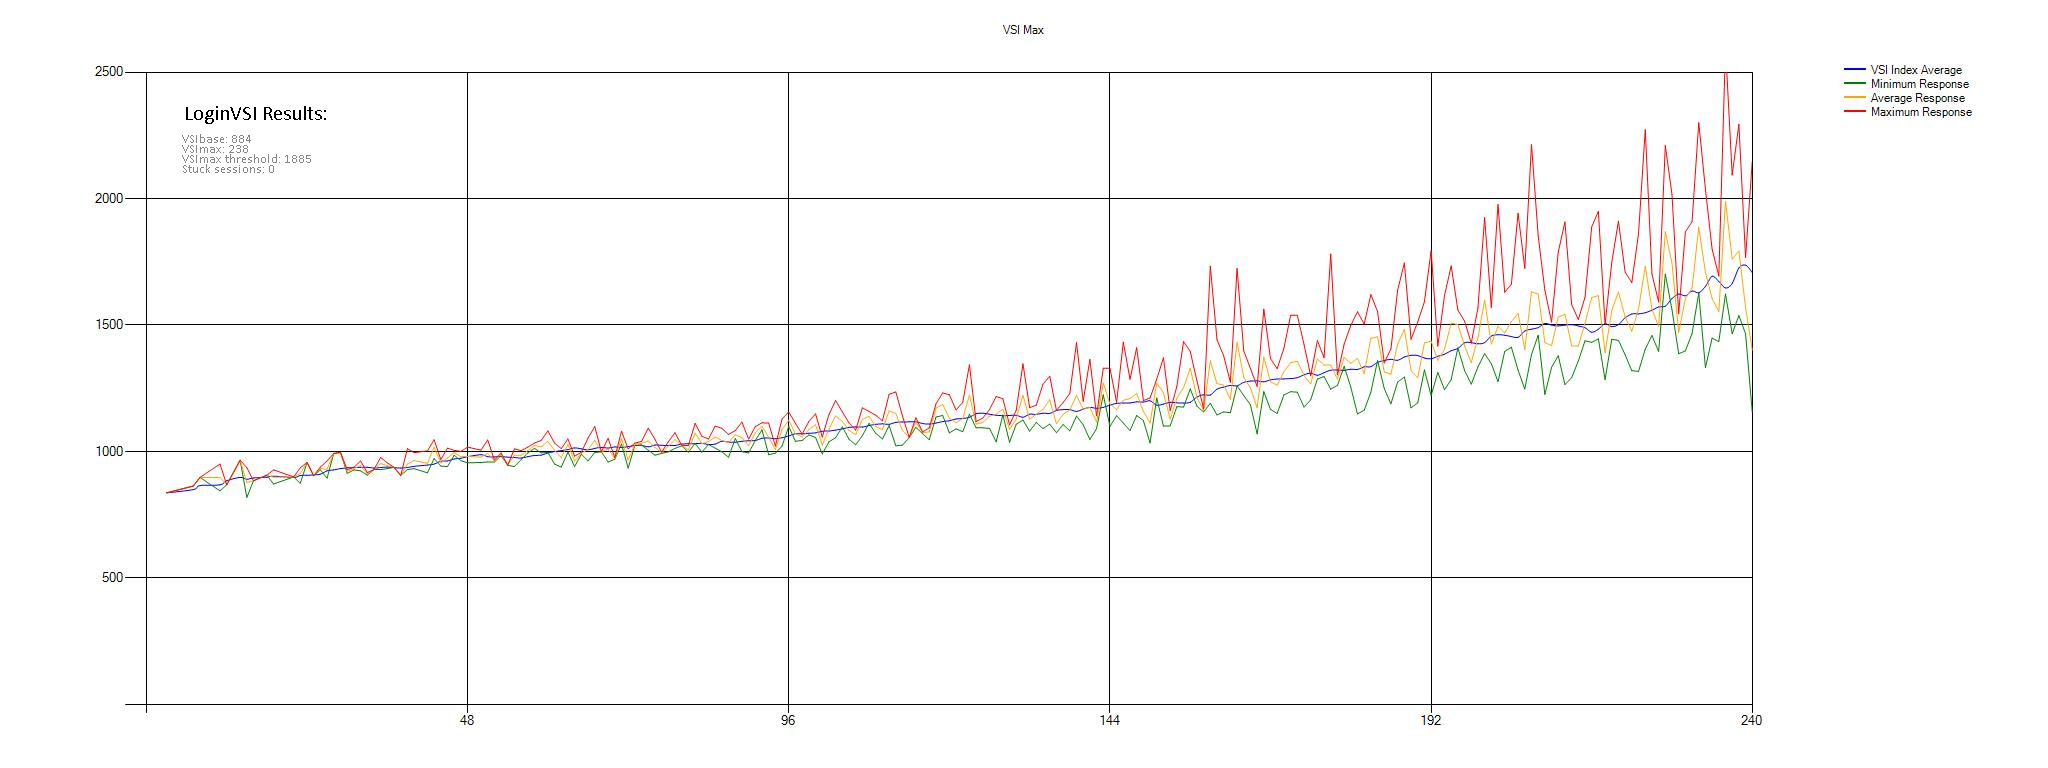 VSI Max
2500
2000
1500
1000
500
LoginVSI Results:
VSIbase: 884
VSImax: 238
VSImax threshold: 1885
Stuck sessions: 0
VSI Index Average
Minimum Response
Average Response
Maximum Response
48
96
144
192
240